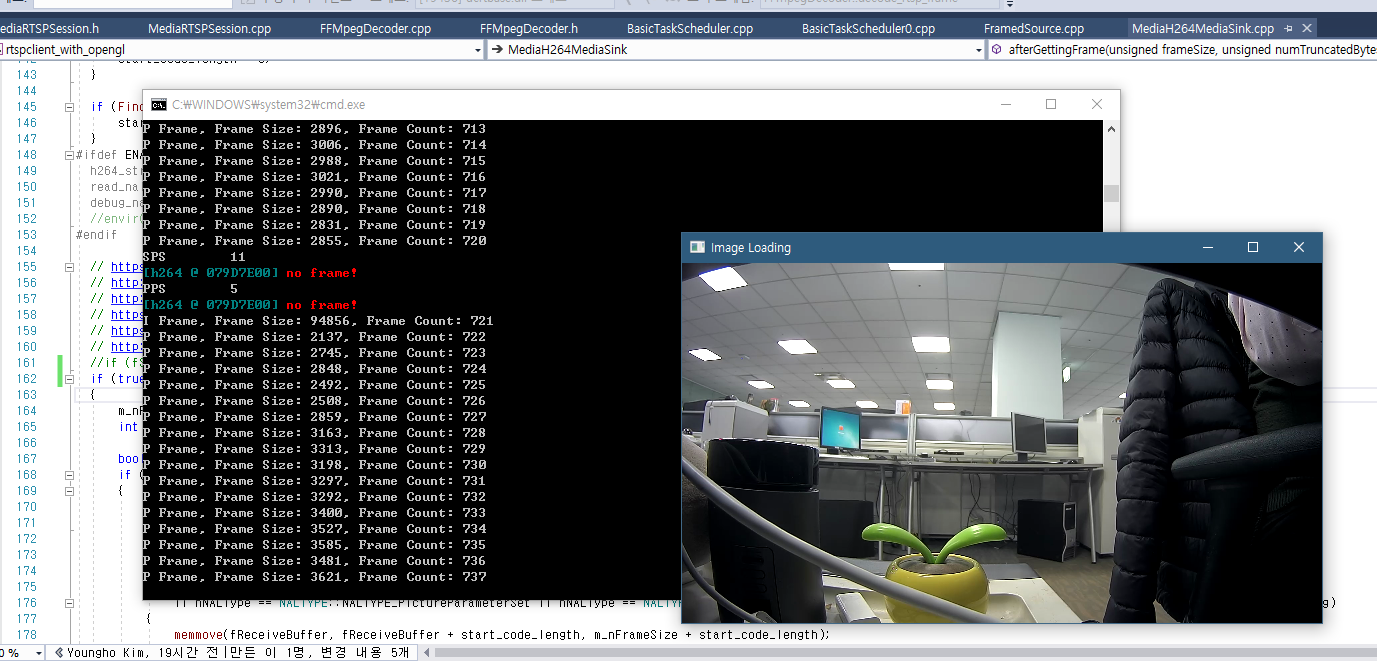 ediaRTSPSession.h MediaRTSPSession.cpp FFMpegDecoder.cpp FFMpegDecoder.h BasicTaskScheduler.cpp BasicTaskScheduler0.cpp FramedSource.cpp MediaH264MediaSink.cpp
rtspclient_with_opengl MediaH264MediaSink afterGettingFrame(unsigned frameSize, unsigned numTruncatedBytes
143 }
144
145 if (Find
146 star
147 }
148 #ifdef ENA
149 h264_st
150 read_na
151 debug_na
152 //envir
153 #endif
154
155 // https
156 // http
157 // http
158 // https
159 // https
160 // http
161 //if (fS
162 if (true
163 {
164 m_nF
165 int
166
167 bool
168 if (
169 {
170
171
172
173
174
175
176 || nNALType == NALTYPE::NALTYPE_PictureParameterSet || nNALType == NALTY
177 {
178 memmove(fReceiveBuffer, fReceiveBuffer + start_code_length, m_nFrameSize + start_code_length);
C:₩WINDOWS₩system32₩cmd.exe
P Frame, Frame Size: 2896, Frame Count: 713
P Frame, Frame Size: 3006, Frame Count: 714
P Frame, Frame Size: 2988, Frame Count: 715
P Frame, Frame Size: 3021, Frame Count: 716
P Frame, Frame Size: 2990, Frame Count: 717
P Frame, Frame Size: 2890, Frame Count: 718
P Frame, Frame Size: 2831, Frame Count: 719
P Frame, Frame Size: 2855, Frame Count: 720
SPS 11
[h264 @ 079D7E00] no frame!
PPS 5
[h264 @ 079D7E00] no frame!
I Frame, Frame Size: 94856, Frame Count: 721
P Frame, Frame Size: 2137, Frame Count: 722
P Frame, Frame Size: 2745, Frame Count: 723
P Frame, Frame Size: 2848, Frame Count: 724
P Frame, Frame Size: 2492, Frame Count: 725
P Frame, Frame Size: 2508, Frame Count: 726
P Frame, Frame Size: 2859, Frame Count: 727
P Frame, Frame Size: 3163, Frame Count: 728
P Frame, Frame Size: 3313, Frame Count: 729
P Frame, Frame Size: 3198, Frame Count: 730
P Frame, Frame Size: 3297, Frame Count: 731
P Frame, Frame Size: 3292, Frame Count: 732
P Frame, Frame Size: 3400, Frame Count: 733
P Frame, Frame Size: 3527, Frame Count: 734
P Frame, Frame Size: 3585, Frame Count: 735
P Frame, Frame Size: 3481, Frame Count: 736
P Frame, Frame Size: 3621, Frame Count: 737
Image Loading
0 % Youngho Kim, 19시간 전|만든 이 1명, 변경 내용 5개